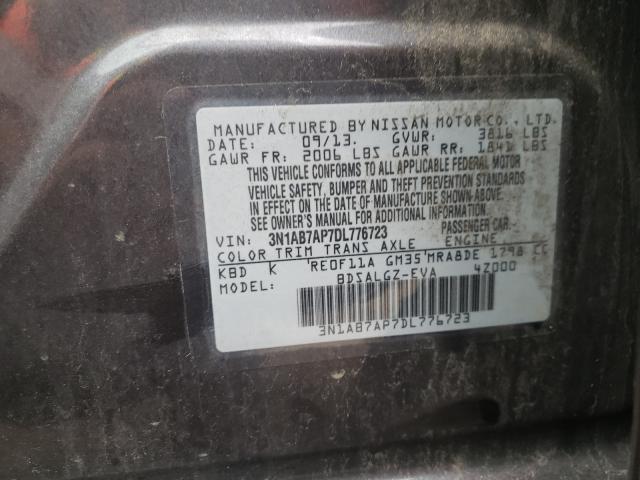 MANUFACTURED BY NISSAN MOTOR CO., LTD.
DATE: 09/13. GVWR: 3816 LBS
GAWR FR: 2006 LBS GAWR RR: 1841 LBS
THIS VEHICLE CONFORMS TO ALL APPLICABLE FEDERAL MOTOR
VEHICLE SAFETY, BUMPER AND THEFT PREVENTION STANDARDS
IN EFFECT ON THE DATE OF MANUFACTURE SHOWN ABOVE.
SEE OWNER'S MANUAL FOR ADDITIONAL INFORMATION.
VIN: 3N1AB7AP7DL776723 PASSENGER CAR
COLOR TRIM TRANS AXLE ENGINE
KBD K RE0F11A GM35 MRA8DE 1798 CC
MODEL: BDSALGZ-EVA 4Z000
3N1AB7AP7DL776723